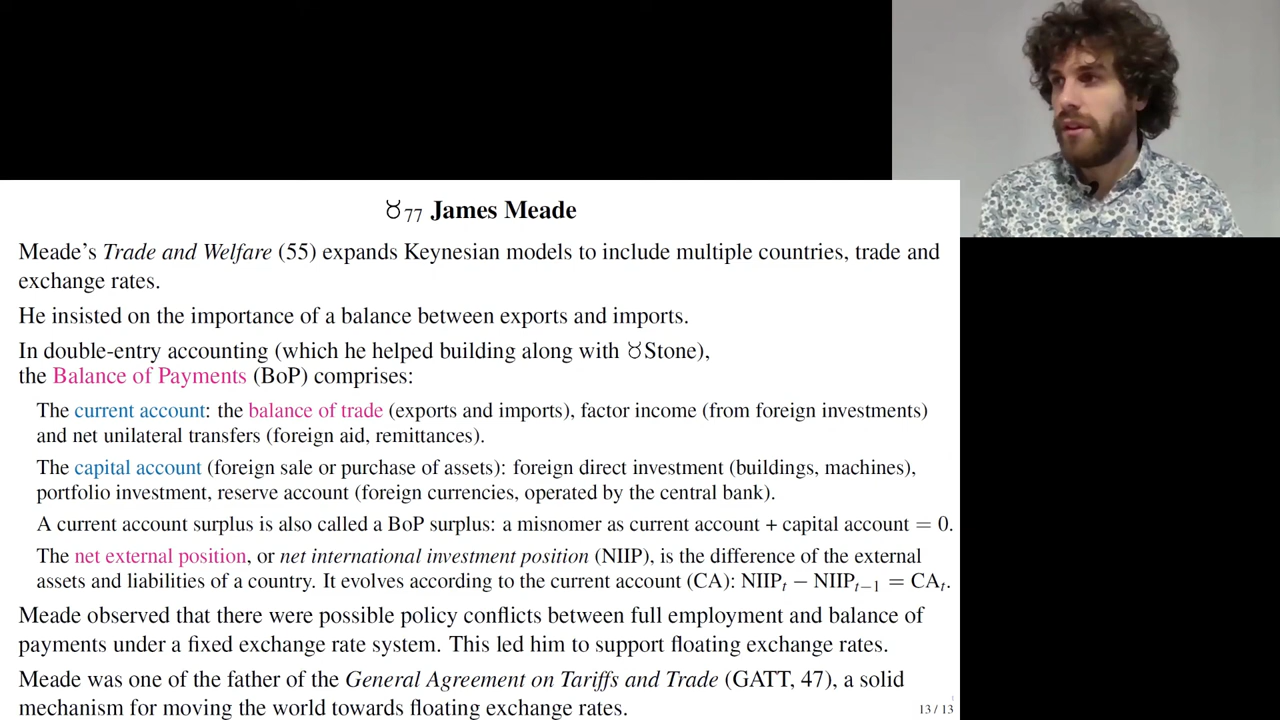 ♉77 James Meade
Meade's Trade and Welfare (55) expands Keynesian models to include multiple countries, trade and
exchange rates.
He insisted on the importance of a balance between exports and imports.
In double-entry accounting (which he helped building along with ♉Stone),
the Balance of Payments (BoP) comprises:
The current account: the balance of trade (exports and imports), factor income (from foreign investments)
and net unilateral transfers (foreign aid, remittances).
The capital account (foreign sale or purchase of assets): foreign direct investment (buildings, machines),
portfolio investment, reserve account (foreign currencies, operated by the central bank).
A current account surplus is also called a BoP surplus: a misnomer as current account + capital account = 0.
The net external position, or net international investment position (NIIP), is the difference of the external
assets and liabilities of a country. It evolves according to the current account (CA): NIIPₜ − NIIPₜ₋₁ = CAₜ.
Meade observed that there were possible policy conflicts between full employment and balance of
payments under a fixed exchange rate system. This led him to support floating exchange rates.
Meade was one of the father of the General Agreement on Tariffs and Trade (GATT, 47), a solid
mechanism for moving the world towards floating exchange rates.
13 / 13